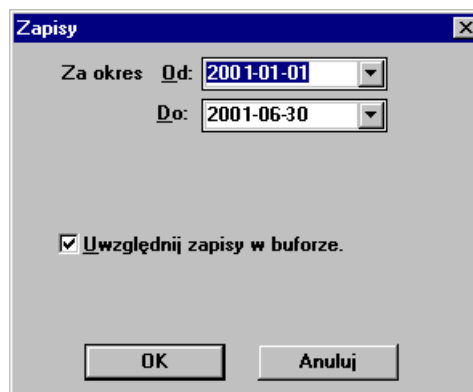 Zapisy
Za okres Od: 2001-01-01
Do: 2001-06-30
Uwzględnij zapisy w buforze.
OK Anuluj